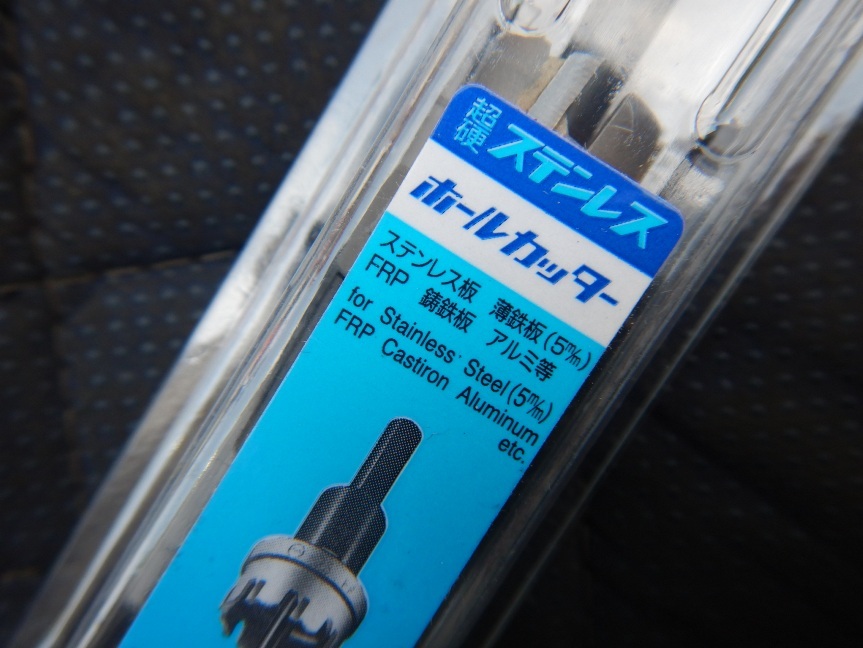 超硬 ステンレス
ホールカッター
ステンレス板 薄鉄板(5m/m)
FRP 鋳鉄板 アルミ等
for Stainless Steel(5m/m)
FRP Castiron Aluminum
etc.